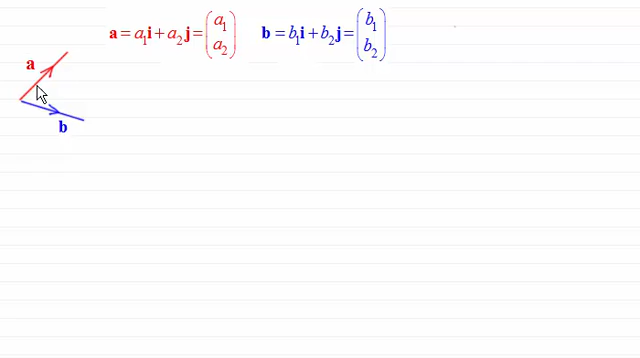 a = a₁i + a₂j = (a₁ a₂) b = b₁i + b₂j = (b₁ b₂)
a
b